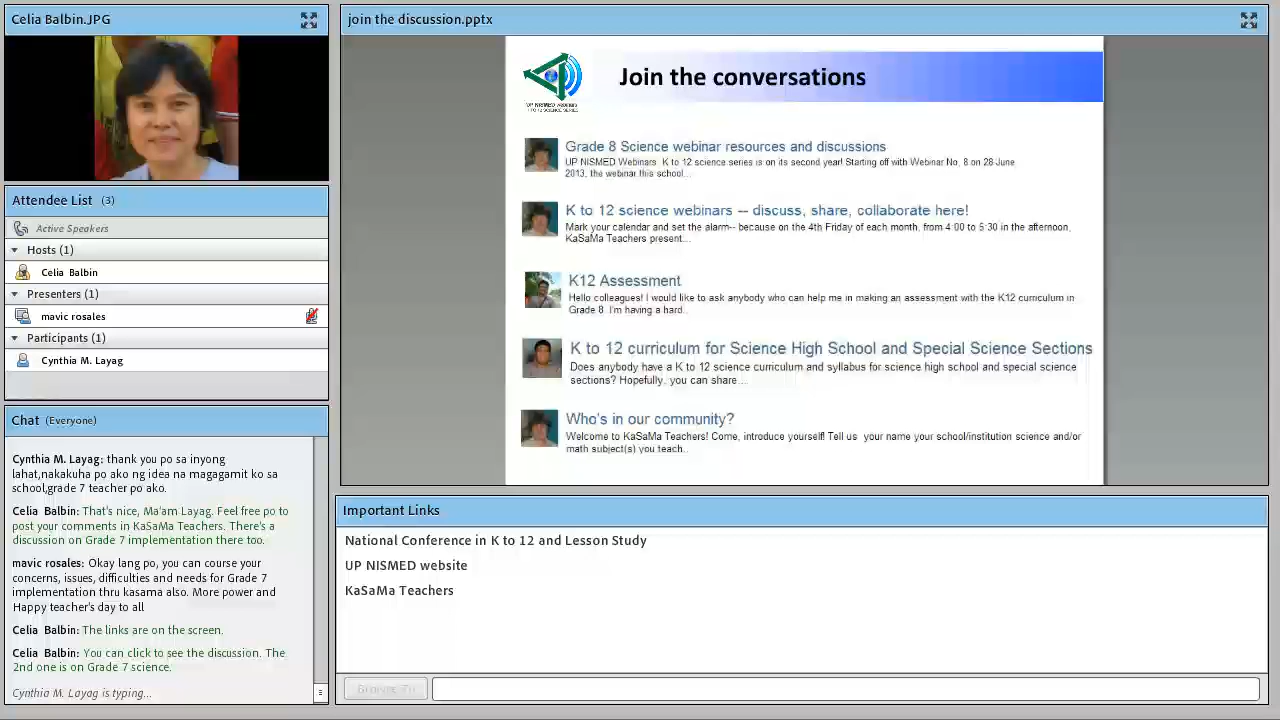 Celia Balbin.JPG
Attendee List (3)
Active Speakers
Hosts (1)
Celia Balbin
Presenters (1)
mavic rosales
Participants (1)
Cynthia M. Layag
Chat (Everyone)
Cynthia M. Layag: thank you po sa inyong
lahat,nakakuha po ako ng idea na magagamit ko sa
school,grade 7 teacher po ako.
Celia Balbin: That's nice, Ma'am Layag. Feel free po to
post your comments in KaSaMa Teachers. There's a
discussion on Grade 7 implementation there too.
mavic rosales: Okay lang po, you can course your
concerns, issues, difficulties and needs for Grade 7
implementation thru kasama also. More power and
Happy teacher's day to all
Celia Balbin: The links are on the screen.
Celia Balbin: You can click to see the discussion. The
2nd one is on Grade 7 science.
Cynthia M. Layag is typing...
join the discussion.pptx
UP NISMED Webinars
K TO 12 SCIENCE SERIES
Join the conversations
Grade 8 Science webinar resources and discussions
UP NISMED Webinars K to 12 science series is on its second year! Starting off with Webinar No. 8 on 28 June
2013, the webinar this school...
K to 12 science webinars -- discuss, share, collaborate here!
Mark your calendar and set the alarm-- because on the 4th Friday of each month, from 4:00 to 5:30 in the afternoon,
KaSaMa Teachers present...
K12 Assessment
Hello colleagues! I would like to ask anybody who can help me in making an assessment with the K12 curriculum in
Grade 8. I'm having a hard..
K to 12 curriculum for Science High School and Special Science Sections
Does anybody have a K to 12 science curriculum and syllabus for science high school and special science
sections? Hopefully, you can share...
Who's in our community?
Welcome to KaSaMa Teachers! Come, introduce yourself! Tell us your name your school/institution science and/or
math subject(s) you teach..
Important Links
National Conference in K to 12 and Lesson Study
UP NISMED website
KaSaMa Teachers
Browse To